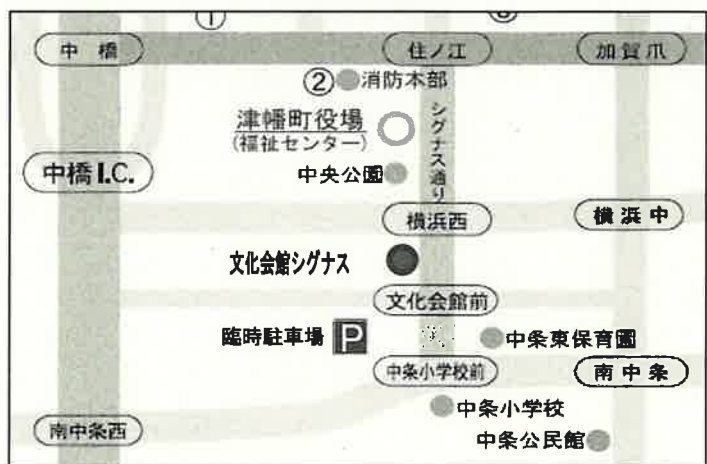 ①
中橋
住ノ江
加賀爪
②
消防本部
津幡町役場
(福祉センター)
シグナス通り
中橋I.C.
中央公園
横浜西
横浜中
文化会館シグナス
文化会館前
臨時駐車場
P
中条東保育園
中条小学校前
南中条
中条小学校
南中条西
中条公民館